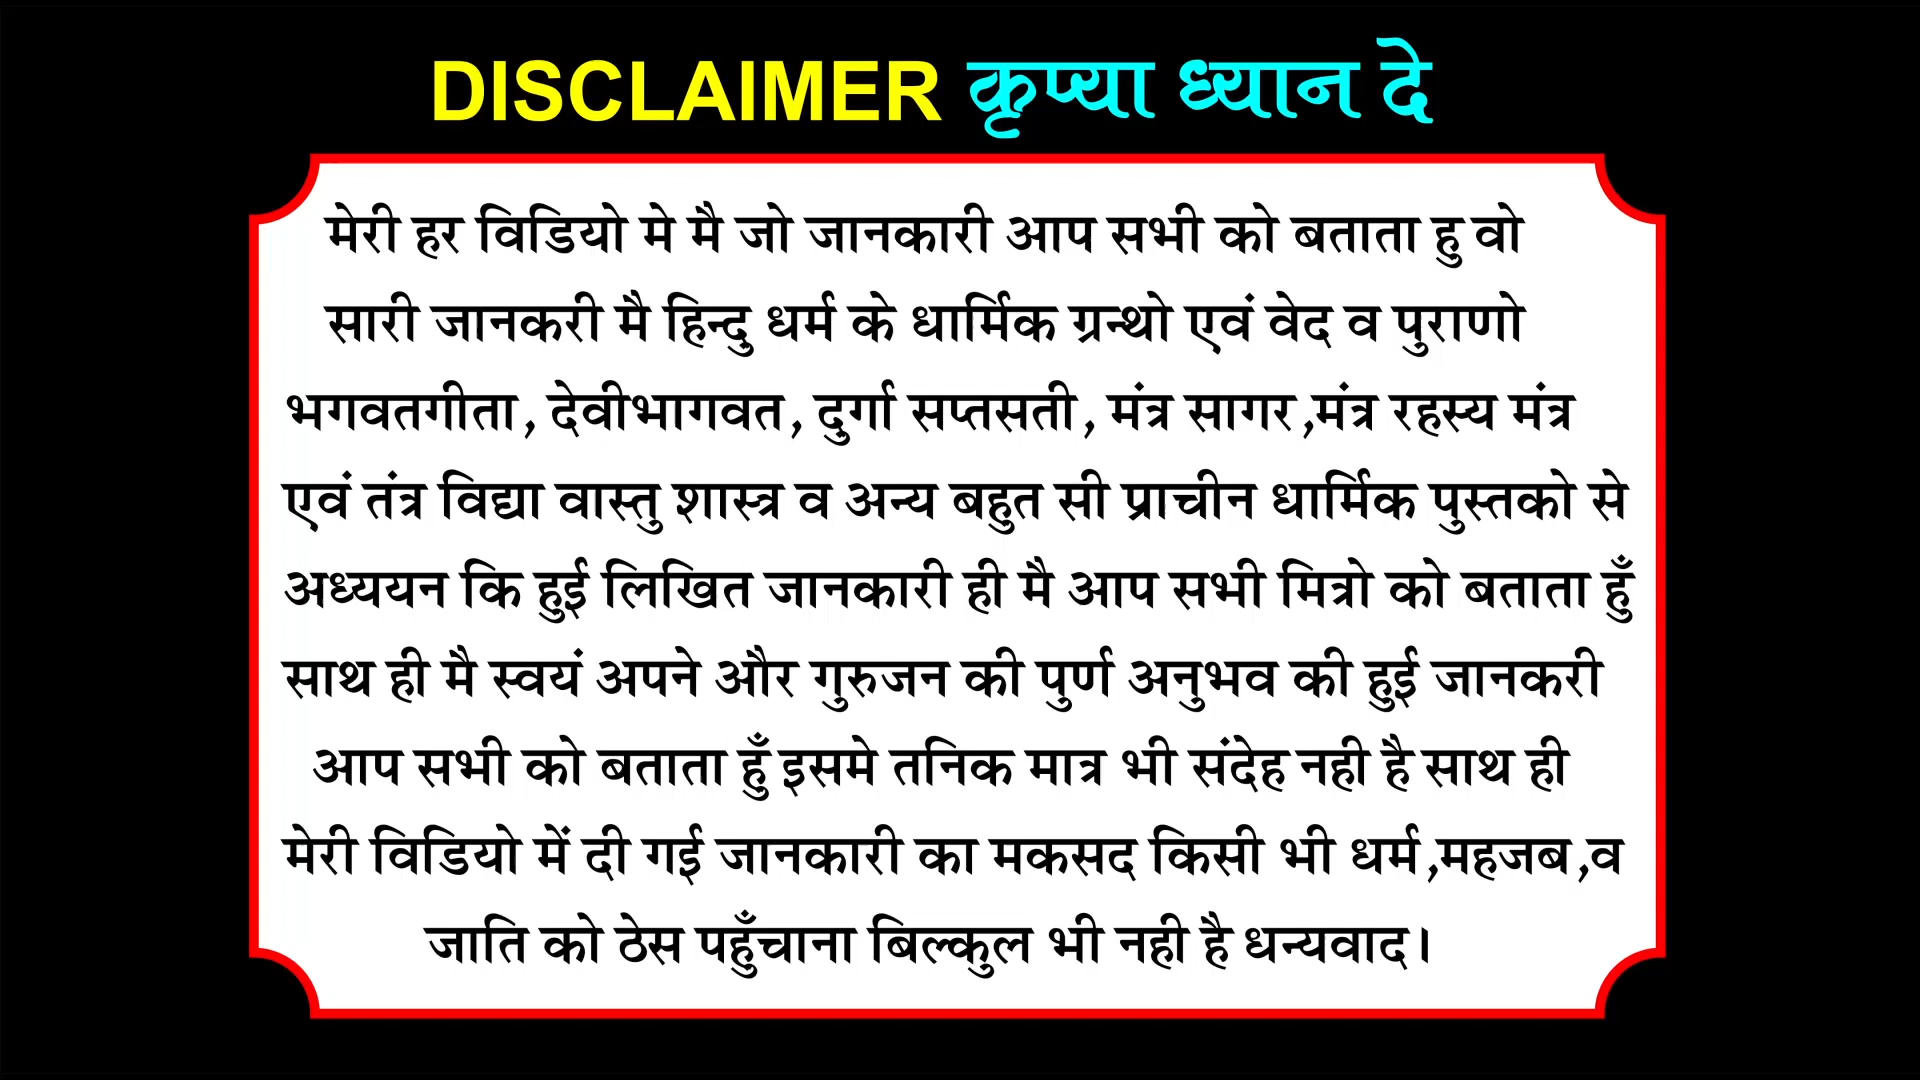 DISCLAIMER कृप्या ध्यान दे
मेरी हर विडियो मे मै जो जानकारी आप सभी को बताता हु वो
सारी जानकरी मै हिन्दु धर्म के धार्मिक ग्रन्थो एवं वेद व पुराणो
भगवतगीता, देवीभागवत, दुर्गा सप्तसती, मंत्र सागर,मंत्र रहस्य मंत्र
एवं तंत्र विद्या वास्तु शास्त्र व अन्य बहुत सी प्राचीन धार्मिक पुस्तको से
अध्ययन कि हुई लिखित जानकारी ही मै आप सभी मित्रो को बताता हुँ
साथ ही मै स्वयं अपने और गुरुजन की पुर्ण अनुभव की हुई जानकरी
आप सभी को बताता हुँ इसमे तनिक मात्र भी संदेह नही है साथ ही
मेरी विडियो में दी गई जानकारी का मकसद किसी भी धर्म,महजब,व
जाति को ठेस पहुँचाना बिल्कुल भी नही है धन्यवाद।